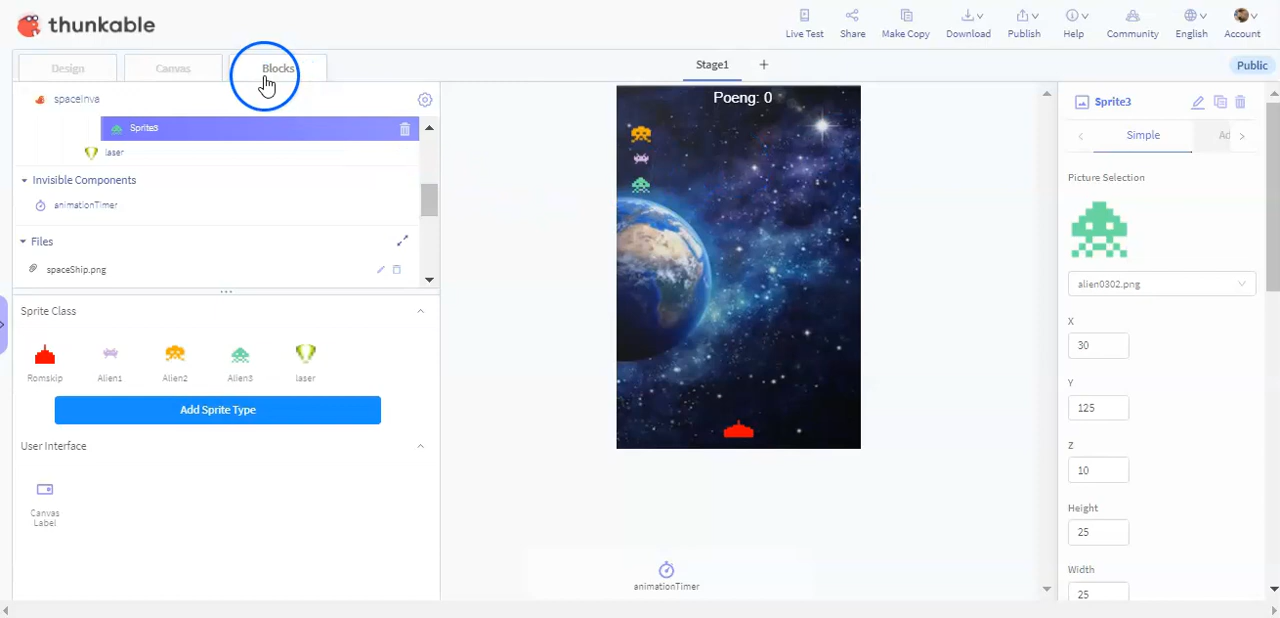 thunkable
Live Test
Share
Make Copy
Download
Publish
Help
Community
English
Account
Design
Canvas
Blocks
Stage1
Public
spaceInva
Sprite3
laser
Invisible Components
animationTimer
Files
spaceShip.png
Sprite Class
Romskip
Alien1
Alien2
Alien3
laser
Add Sprite Type
User Interface
Canvas
Label
Poeng: 0
animationTimer
Sprite3
Simple
Picture Selection
alien0302.png
X
30
Y
125
Z
10
Height
25
Width
25